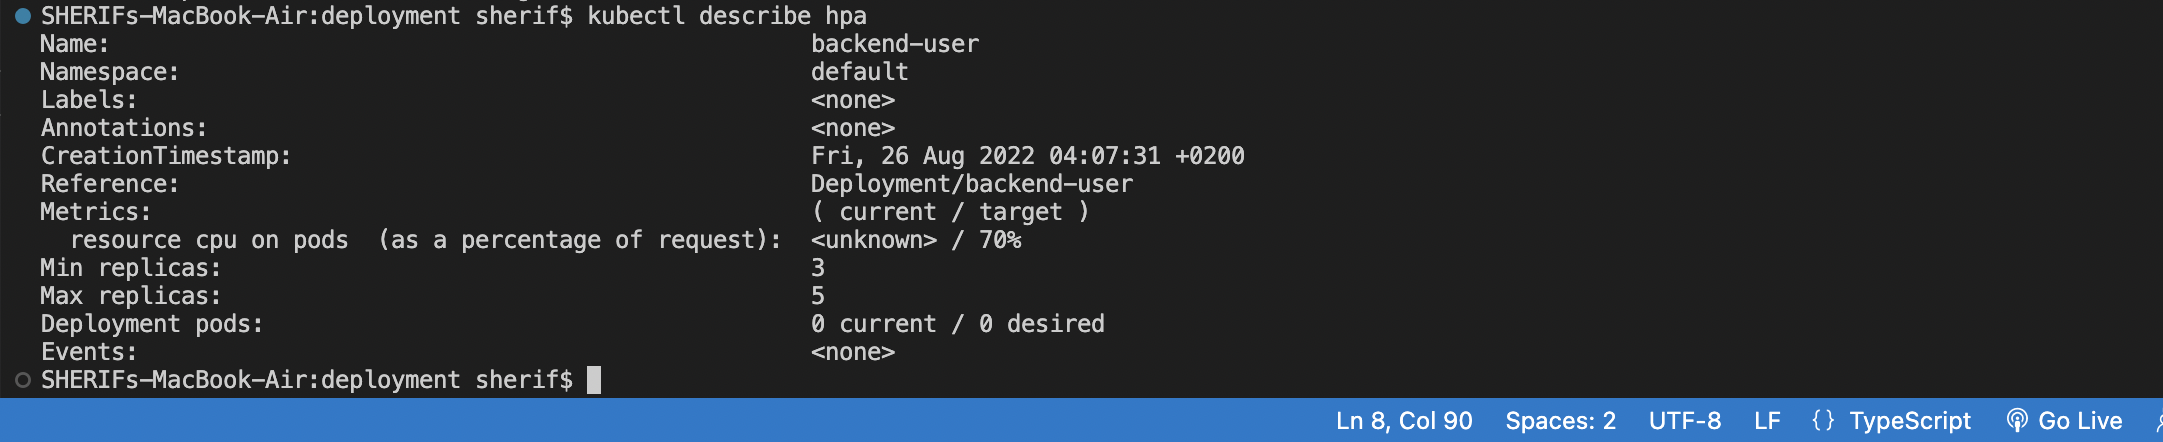 SHERIFs-MacBook-Air:deployment sherif$ kubectl describe hpa
Name: backend-user
Namespace: default
Labels: <none>
Annotations: <none>
CreationTimestamp: Fri, 26 Aug 2022 04:07:31 +0200
Reference: Deployment/backend-user
Metrics: ( current / target )
resource cpu on pods (as a percentage of request): <unknown> / 70%
Min replicas: 3
Max replicas: 5
Deployment pods: 0 current / 0 desired
Events: <none>
SHERIFs-MacBook-Air:deployment sherif$
Ln 8, Col 90 Spaces: 2 UTF-8 LF {} TypeScript Go Live